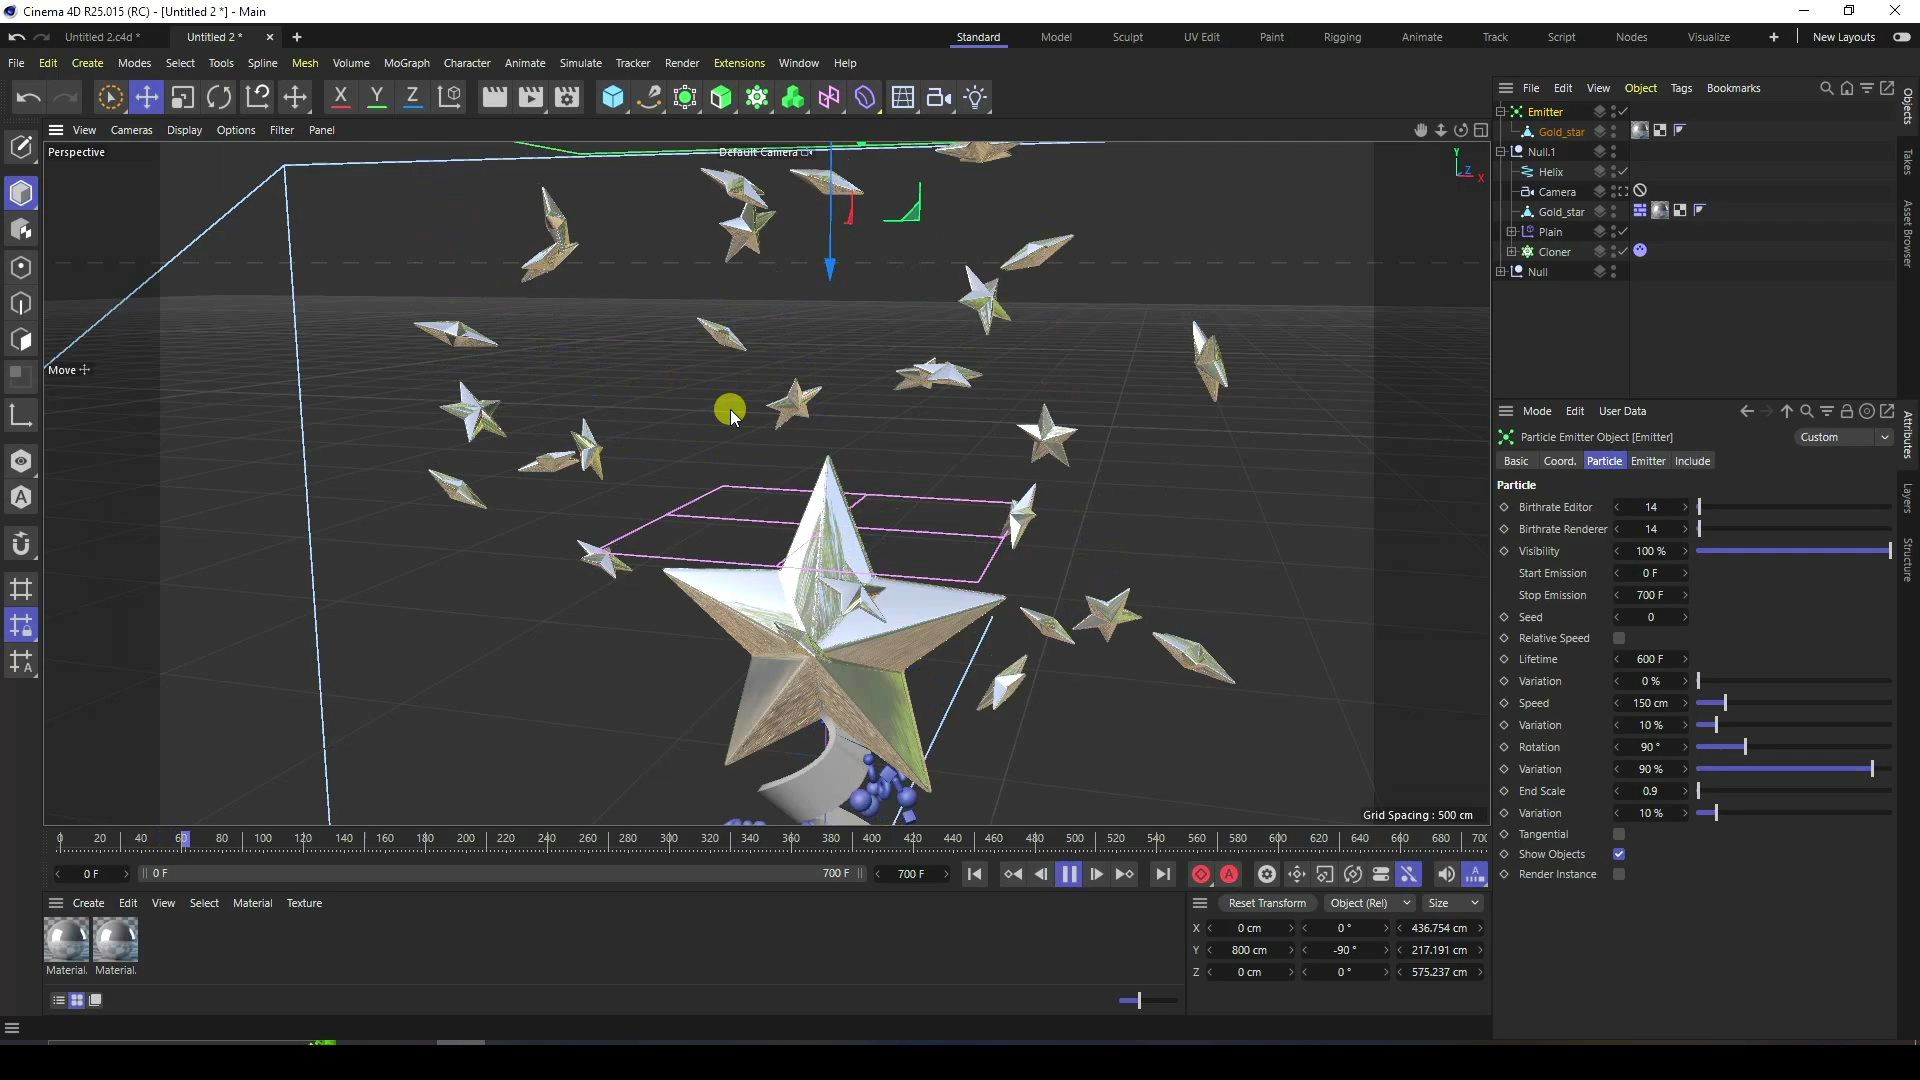 Cinema 4D R25.015 (RC) - [Untitled 2 *] - Main
Untitled 2.c4d *
Untitled 2 *
Standard
Model
Sculpt
UV Edit
Paint
Rigging
Animate
Track
Script
Nodes
Visualize
New Layouts
File Edit Create Modes Select Tools Spline Mesh Volume MoGraph Character Animate Simulate Tracker Render Extensions Window Help
X Y Z
File Edit View Object Tags Bookmarks
View Cameras Display Options Filter Panel
Perspective
Default Camera
Y
Z
X
Move
Grid Spacing : 500 cm
Emitter
Gold_star
Null.1
Helix
Camera
Gold_star
Plain
Cloner
Null
Objects
Takes
Asset Browser
Attributes
Layers
Structure
Mode Edit User Data
Particle Emitter Object [Emitter]
Custom
Basic Coord. Particle Emitter Include
Particle
Birthrate Editor 14
Birthrate Renderer 14
Visibility 100 %
Start Emission 0 F
Stop Emission 700 F
Seed 0
Relative Speed
Lifetime 600 F
Variation 0 %
Speed 150 cm
Variation 10 %
Rotation 90 °
Variation 90 %
End Scale 0.9
Variation 10 %
Tangential
Show Objects
Render Instance
0 20 40 60 80 100 120 140 160 180 200 220 240 260 280 300 320 340 360 380 400 420 440 460 480 500 520 540 560 580 600 620 640 660 680 700
0 F
0 F
700 F
700 F
Create Edit View Select Material Texture
Material.
Material.
Reset Transform
Object (Rel)
Size
X 0 cm 0 ° 436.754 cm
Y 800 cm -90 ° 217.191 cm
Z 0 cm 0 ° 575.237 cm